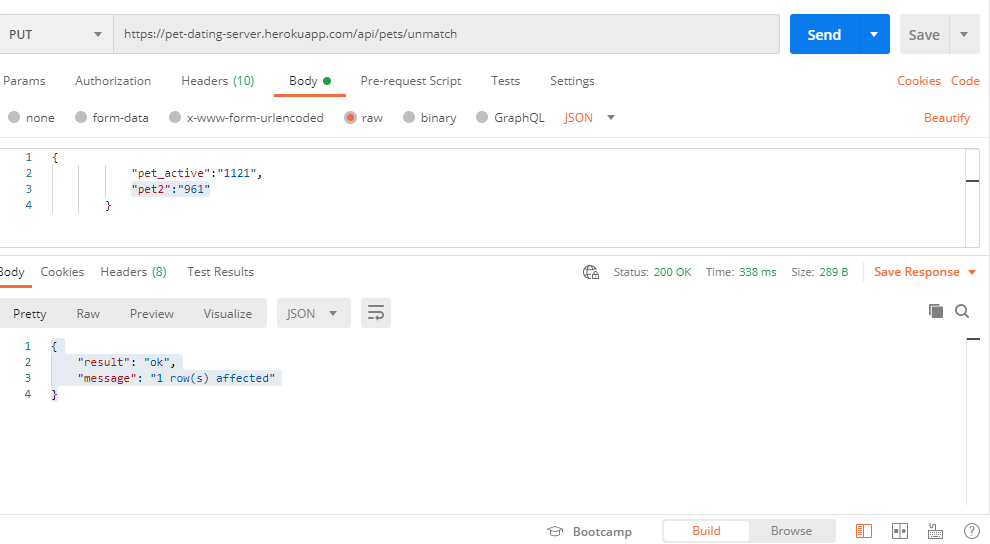 PUT https://pet-dating-server.herokuapp.com/api/pets/unmatch Send Save
Params Authorization Headers (10) Body Pre-request Script Tests Settings Cookies Code
none form-data x-www-form-urlencoded raw binary GraphQL JSON Beautify
1 {
2 "pet_active":"1121",
3 "pet2":"961"
4 }
Body Cookies Headers (8) Test Results Status: 200 OK Time: 338 ms Size: 289 B Save Response
Pretty Raw Preview Visualize JSON
1 {
2 "result": "ok",
3 "message": "1 row(s) affected"
4 }
Bootcamp Build Browse ?